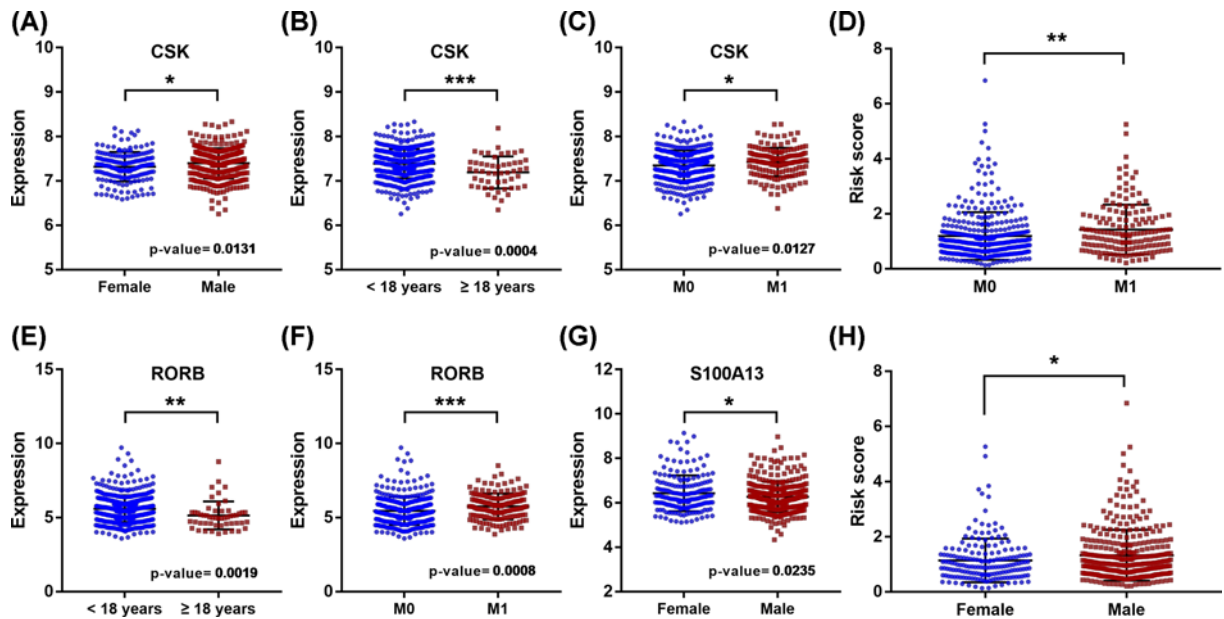 (A)
CSK
*
Expression
10
9
8
7
6
5
p-value= 0.0131
Female Male
(B)
CSK
***
Expression
10
9
8
7
6
5
p-value= 0.0004
< 18 years ≥ 18 years
(C)
CSK
*
Expression
10
9
8
7
6
5
p-value= 0.0127
M0 M1
(D)
**
Risk score
8
6
4
2
0
M0 M1
(E)
RORB
**
Expression
15
10
5
0
p-value= 0.0019
< 18 years ≥ 18 years
(F)
RORB
***
Expression
15
10
5
0
p-value= 0.0008
M0 M1
(G)
S100A13
*
Expression
12
10
8
6
4
2
p-value= 0.0235
Female Male
(H)
*
Risk score
8
6
4
2
0
Female Male